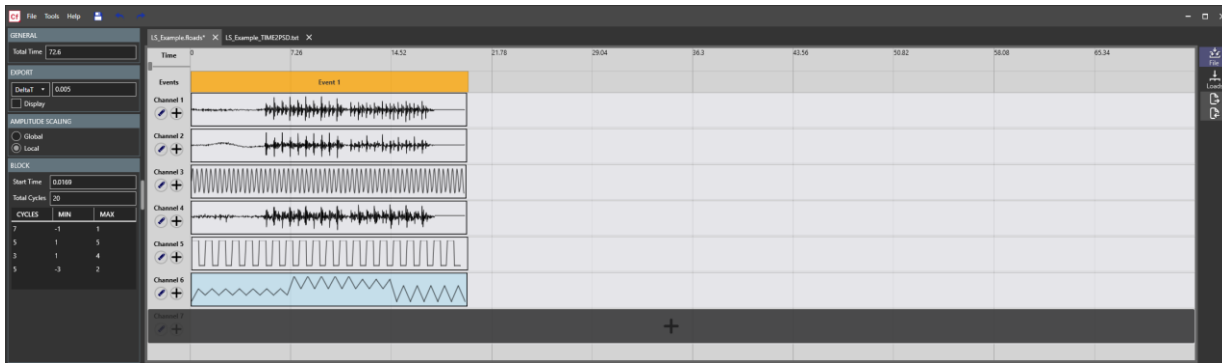 Cf File Tools Help
GENERAL
Total Time 72.6
EXPORT
DeltaT 0.005
Display
AMPLITUDE SCALING
Global
Local
BLOCK
Start Time 0.0169
Total Cycles 20
CYCLES MIN MAX
7 -1 1
5 1 5
3 1 4
5 -3 2
LS_Example.Roads* X LS_Example_TIME2PSD.txt X
Time 0 7.26 14.52 21.78 29.04 36.3 43.56 50.82 58.08 65.34
Events Event 1
Channel 1
Channel 2
Channel 3
Channel 4
Channel 5
Channel 6
Channel 7
File
Loads